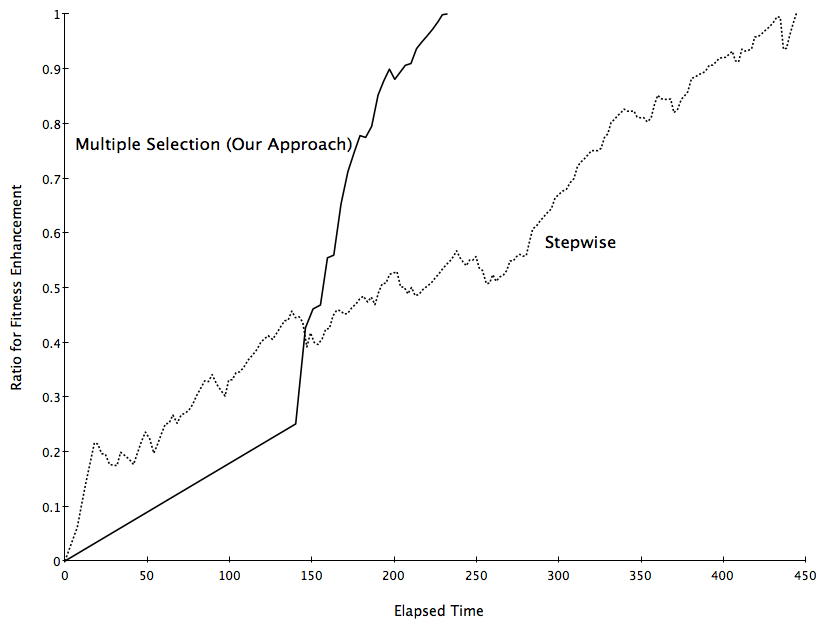 1
0.9
0.8
Multiple Selection (Our Approach)
0.7
0.6
Stepwise
0.5
0.4
0.3
0.2
0.1
0
Ratio for Fitness Enhancement
0 50 100 150 200 250 300 350 400 450
Elapsed Time